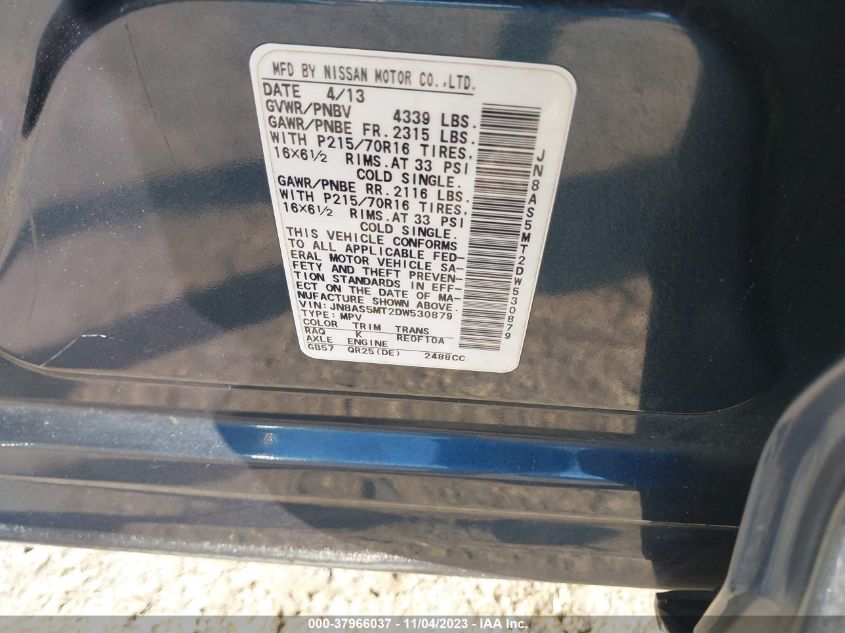 MFD BY NISSAN MOTOR CO.,LTD.
DATE 4/13
GVWR/PNBV 4339 LBS.
GAWR/PNBE FR. 2315 LBS.
WITH P215/70R16 TIRES,
16X6½ RIMS. AT 33 PSI
COLD SINGLE.
GAWR/PNBE RR. 2116 LBS.
WITH P215/70R16 TIRES,
16X6½ RIMS. AT 33 PSI
COLD SINGLE.
THIS VEHICLE CONFORMS
TO ALL APPLICABLE FED-
ERAL MOTOR VEHICLE SA-
FETY AND THEFT PREVEN-
TION STANDARDS IN EFF-
ECT ON THE DATE OF MA-
NUFACTURE SHOWN ABOVE.
VIN: JN8AS5MT2DW530879
TYPE: MPV
COLOR TRIM TRANS
RAQ K RE0F10A
AXLE ENGINE
GB57 QR25(DE) 2488CC
JN8AS5MT2DW530879
000-37966037 - 11/04/2023 - IAA Inc.